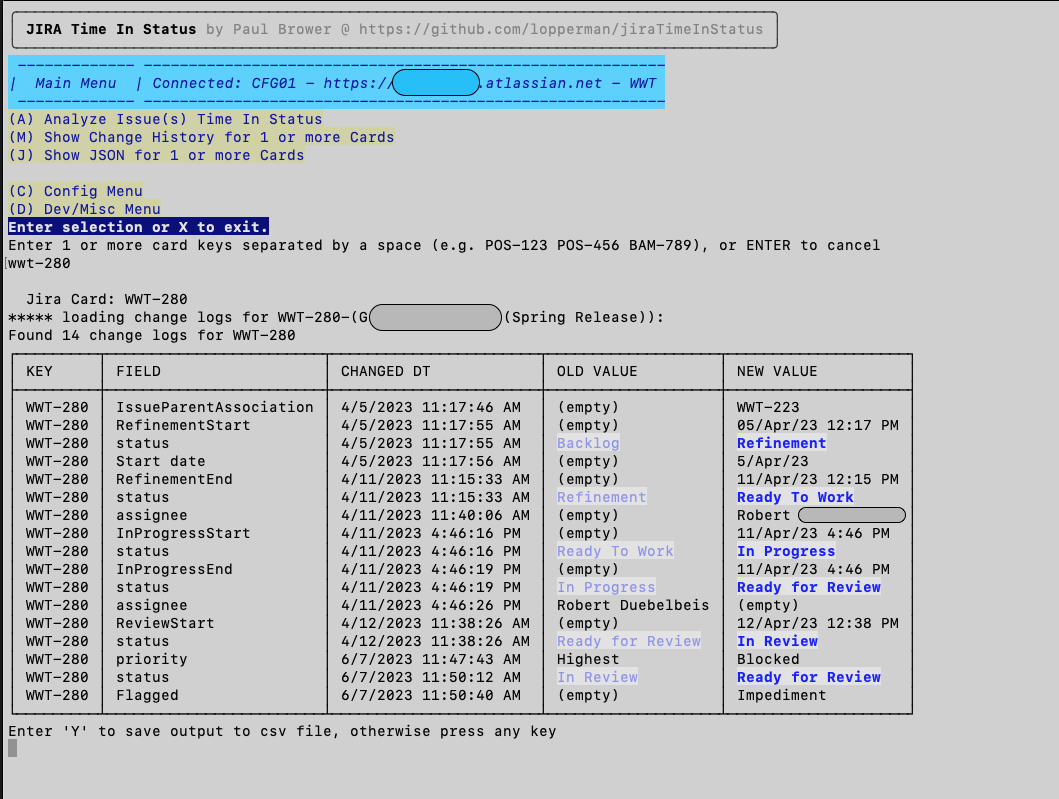 JIRA Time In Status by Paul Brower @ https://github.com/lopperman/jiraTimeInStatus
| Main Menu | Connected: CFG01 – https:// .atlassian.net – WWT
(A) Analyze Issue(s) Time In Status
(M) Show Change History for 1 or more Cards
(J) Show JSON for 1 or more Cards
(C) Config Menu
(D) Dev/Misc Menu
Enter selection or X to exit.
Enter 1 or more card keys separated by a space (e.g. POS-123 POS-456 BAM-789), or ENTER to cancel
wwt-280
Jira Card: WWT-280
***** loading change logs for WWT-280-(G (Spring Release)):
Found 14 change logs for WWT-280
KEY FIELD CHANGED DT OLD VALUE NEW VALUE
WWT-280 IssueParentAssociation 4/5/2023 11:17:46 AM (empty) WWT-223
WWT-280 RefinementStart 4/5/2023 11:17:55 AM (empty) 05/Apr/23 12:17 PM
WWT-280 status 4/5/2023 11:17:55 AM Backlog Refinement
WWT-280 Start date 4/5/2023 11:17:56 AM (empty) 5/Apr/23
WWT-280 RefinementEnd 4/11/2023 11:15:33 AM (empty) 11/Apr/23 12:15 PM
WWT-280 status 4/11/2023 11:15:33 AM Refinement Ready To Work
WWT-280 assignee 4/11/2023 11:40:06 AM (empty) Robert
WWT-280 InProgressStart 4/11/2023 4:46:16 PM (empty) 11/Apr/23 4:46 PM
WWT-280 status 4/11/2023 4:46:16 PM Ready To Work In Progress
WWT-280 InProgressEnd 4/11/2023 4:46:19 PM (empty) 11/Apr/23 4:46 PM
WWT-280 status 4/11/2023 4:46:19 PM In Progress Ready for Review
WWT-280 assignee 4/11/2023 4:46:26 PM Robert Duebelbeis (empty)
WWT-280 ReviewStart 4/12/2023 11:38:26 AM (empty) 12/Apr/23 12:38 PM
WWT-280 status 4/12/2023 11:38:26 AM Ready for Review In Review
WWT-280 priority 6/7/2023 11:47:43 AM Highest Blocked
WWT-280 status 6/7/2023 11:50:12 AM In Review Ready for Review
WWT-280 Flagged 6/7/2023 11:50:40 AM (empty) Impediment
Enter 'Y' to save output to csv file, otherwise press any key